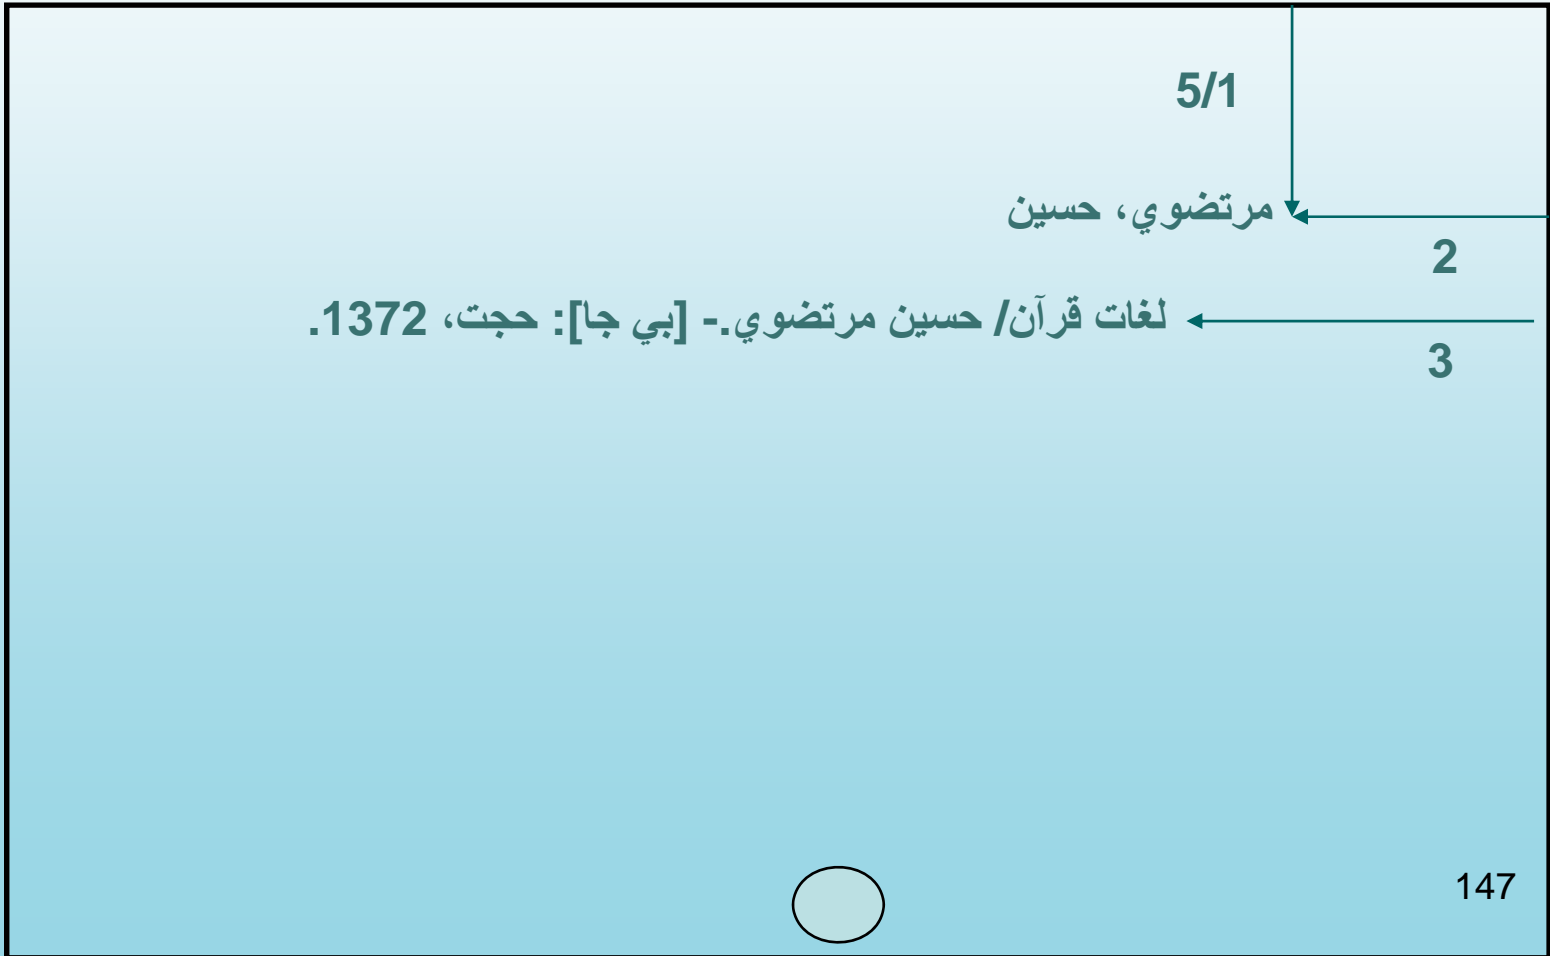 5/1
مرتضوي، حسين
2
لغات قرآن/ حسين مرتضوي.- [بي جا]: حجت، 1372.
3
147